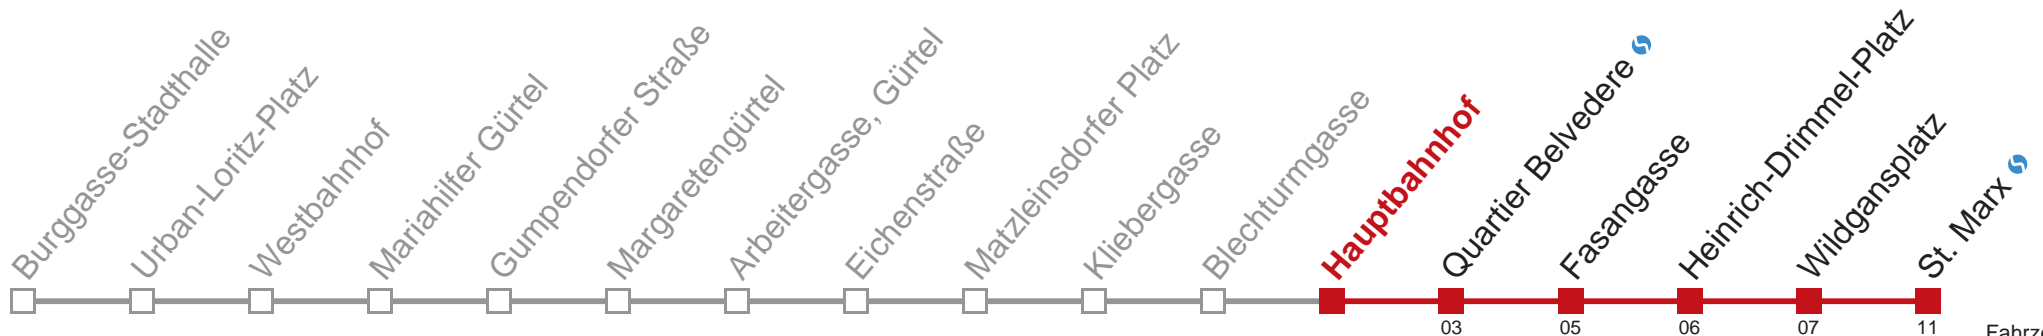 Burggasse-Stadthalle
Urban-Loritz-Platz
Westbahnhof
Mariahilfer Gürtel
Gumpendorfer Straße
Margaretengürtel
Arbeitergasse, Gürtel
Eichenstraße
Matzleinsdorfer Platz
Kliebergasse
Blechturmgasse
Hauptbahnhof
Quartier Belvedere
Fasangasse
Heinrich-Drimmel-Platz
Wildgansplatz
St. Marx
03 05 06 07 11